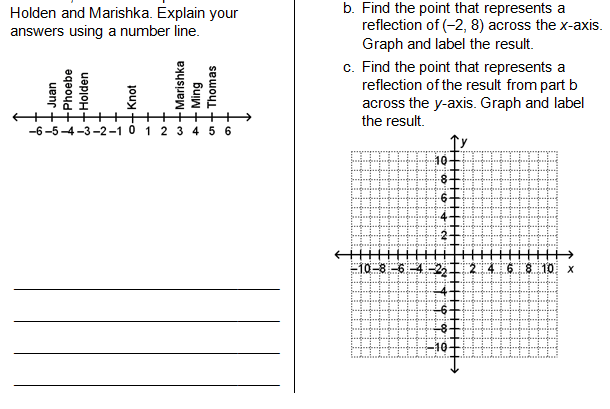 Holden and Marishka. Explain your
answers using a number line.
Juan
Phoebe
Holden
Knot
Marishka
Ming
Thomas
–6 –5 –4 –3 –2 –1 0 1 2 3 4 5 6
b. Find the point that represents a
reflection of (–2, 8) across the x-axis.
Graph and label the result.
c. Find the point that represents a
reflection of the result from part b
across the y-axis. Graph and label
the result.
y
10
8
6
4
2
–10 –8 –6 –4 –2 2 4 6 8 10 x
–2
–4
–6
–8
–10